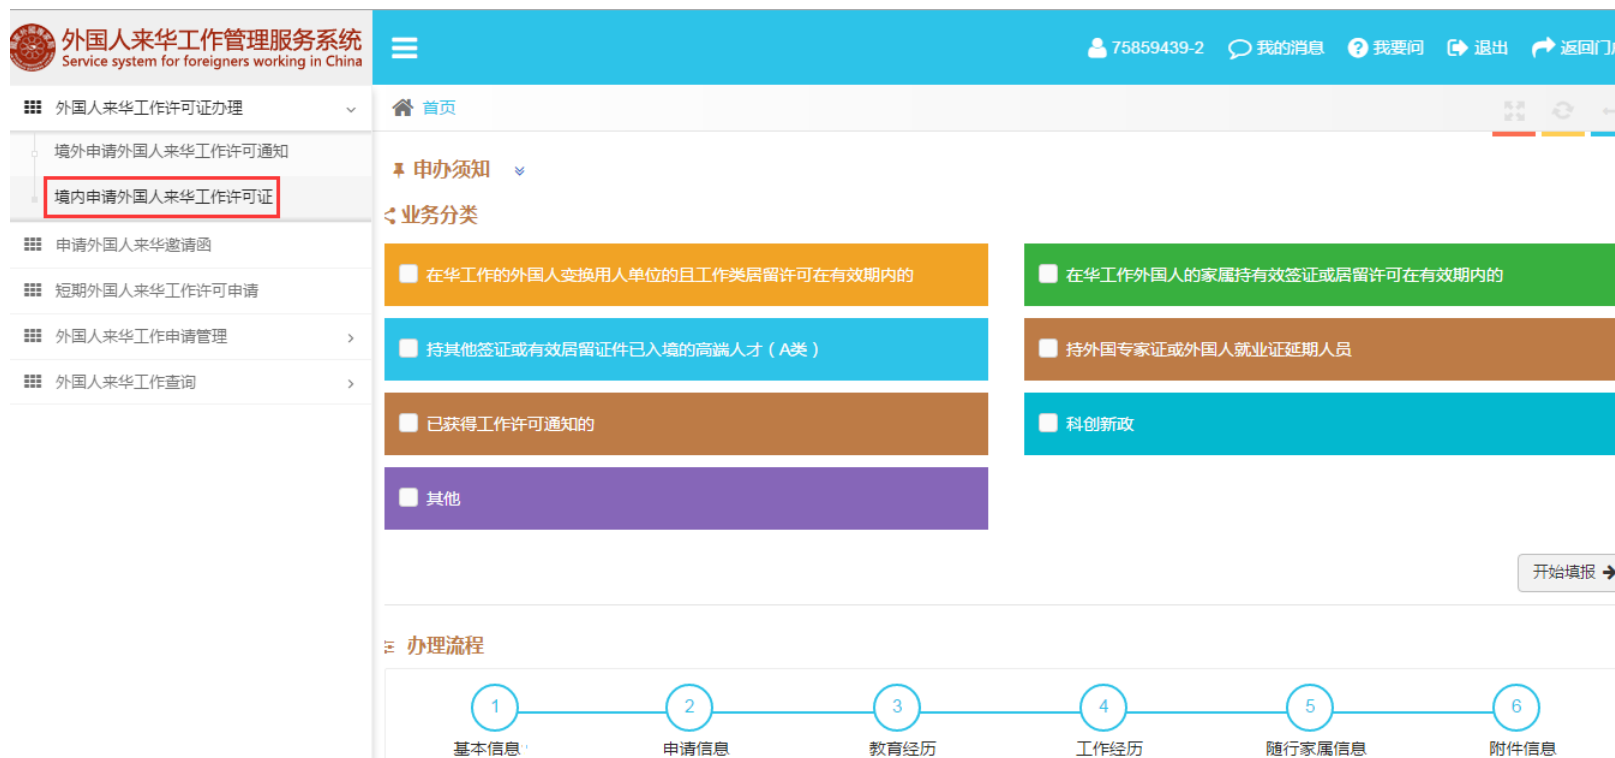 外国人来华工作管理服务系统
Service system for foreigners working in China
75859439-2
我的消息
我要问
退出
返回门
外国人来华工作许可证办理
境外申请外国人来华工作许可通知
境内申请外国人来华工作许可证
申请外国人来华邀请函
短期外国人来华工作许可申请
外国人来华工作申请管理
外国人来华工作查询
首页
申办须知
业务分类
在华工作的外国人变换用人单位的且工作类居留许可在有效期内的
在华工作外国人的家属持有效签证或居留许可在有效期内的
持其他签证或有效居留证件已入境的高端人才（A类）
持外国专家证或外国人就业证延期人员
已获得工作许可通知的
科创新政
其他
开始填报
办理流程
1
2
3
4
5
6
基本信息
申请信息
教育经历
工作经历
随行家属信息
附件信息